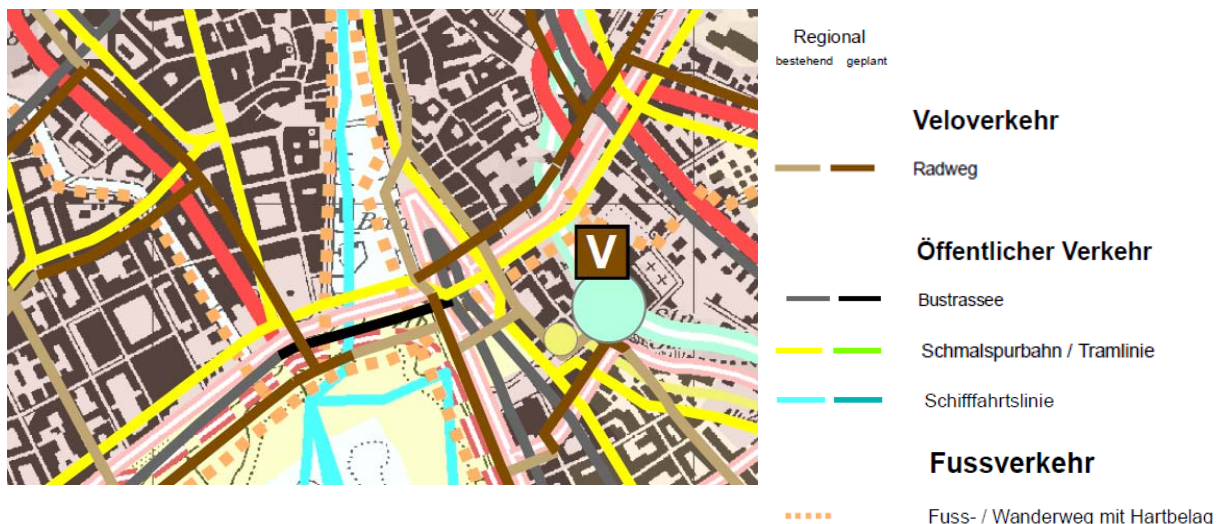 Regional
bestehend geplant
Veloverkehr
Radweg
V
Öffentlicher Verkehr
Bustrassee
Schmalspurbahn / Tramlinie
Schifffahrtslinie
Fussverkehr
Fuss- / Wanderweg mit Hartbelag